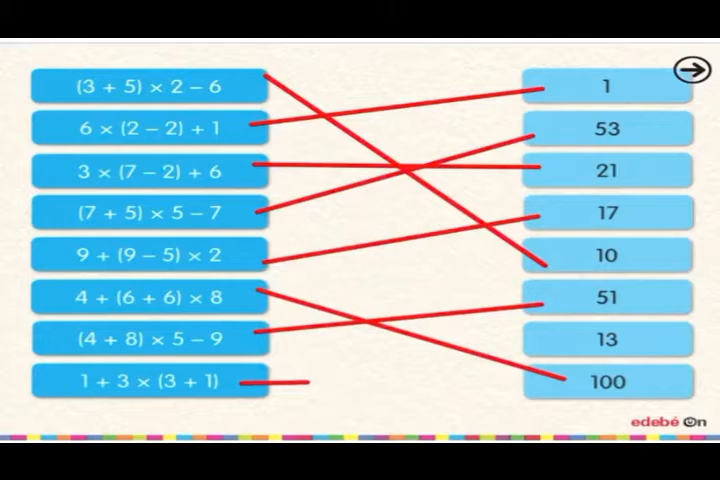 (3 + 5) × 2 – 6
1
6 × (2 – 2) + 1
53
3 × (7 – 2) + 6
21
(7 + 5) × 5 – 7
17
9 + (9 – 5) × 2
10
4 + (6 + 6) × 8
51
(4 + 8) × 5 – 9
13
1 + 3 × (3 + 1)
100
edebé On